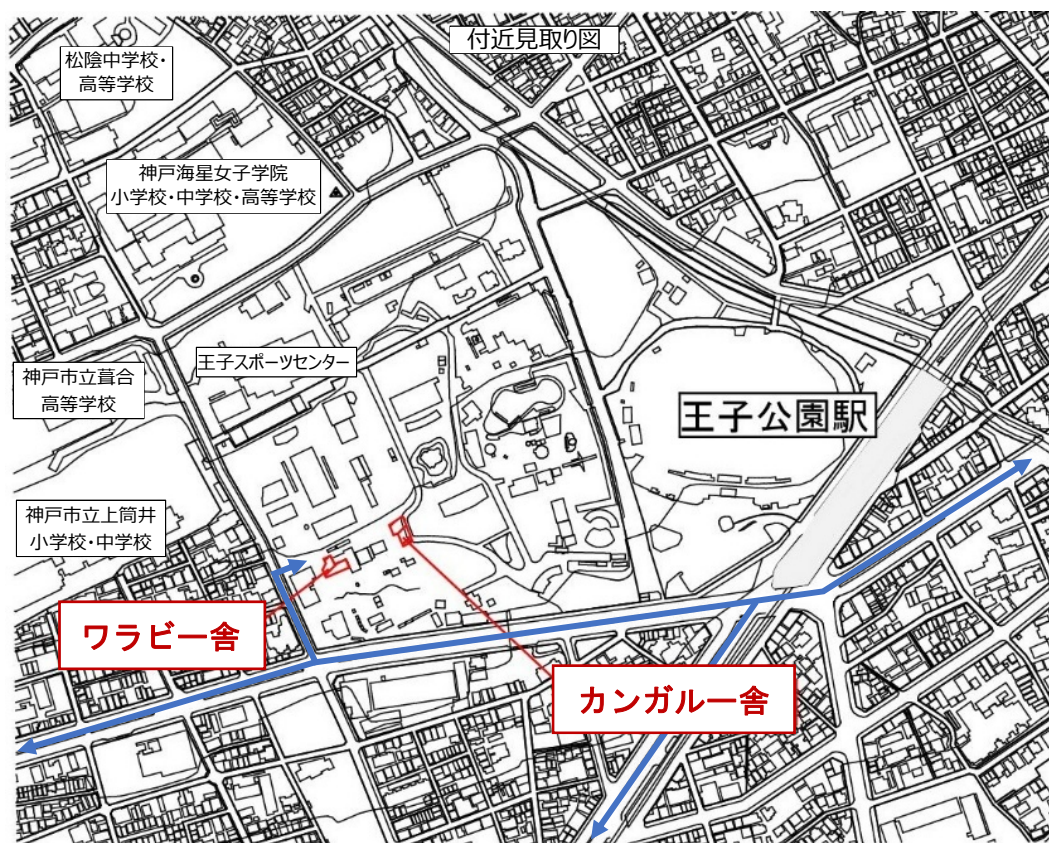 付近見取り図
松陰中学校・
高等学校
神戸海星女子学院
小学校・中学校・高等学校
王子スポーツセンター
神戸市立葺合
高等学校
王子公園駅
神戸市立上筒井
小学校・中学校
ワラビー舎
カンガルー舎